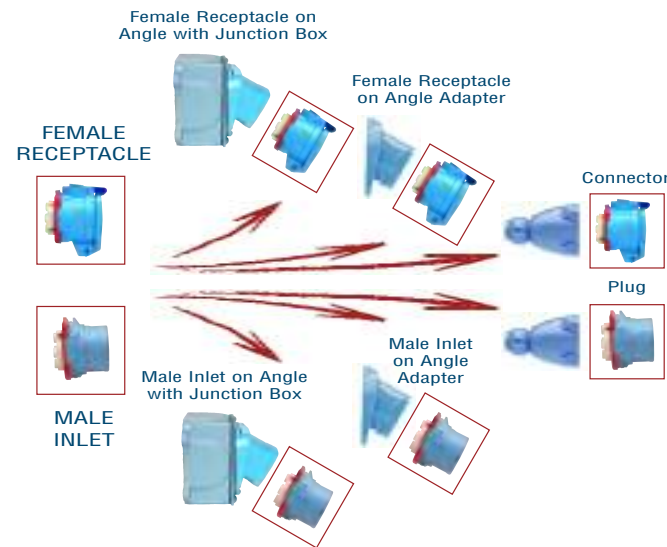 Female Receptacle on
Angle with Junction Box
Female Receptacle
on Angle Adapter
FEMALE
RECEPTACLE
Connector
Plug
Male Inlet
on Angle
Adapter
Male Inlet on Angle
with Junction Box
MALE
INLET